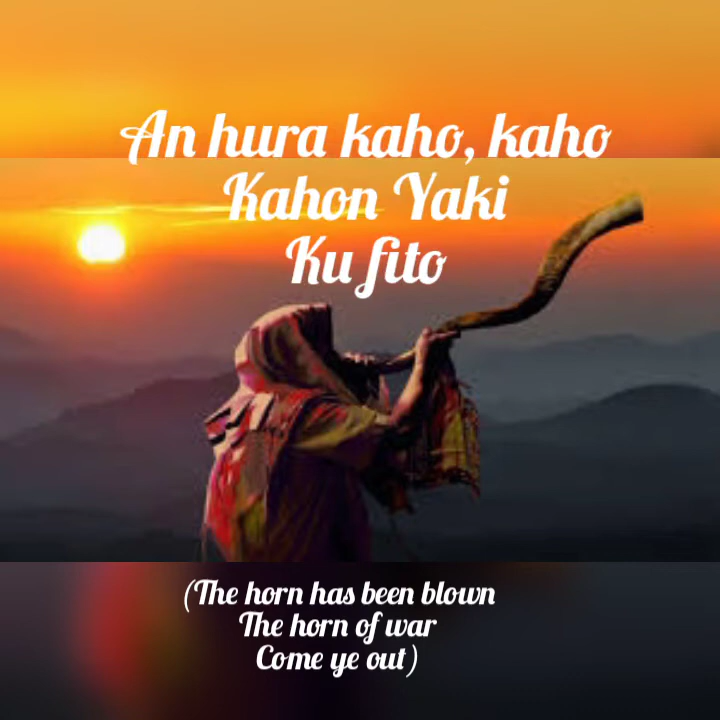 An hura kaho, kaho
Kahon Yaki
Ku fito
(The horn has been blown
The horn of war
Come ye out)